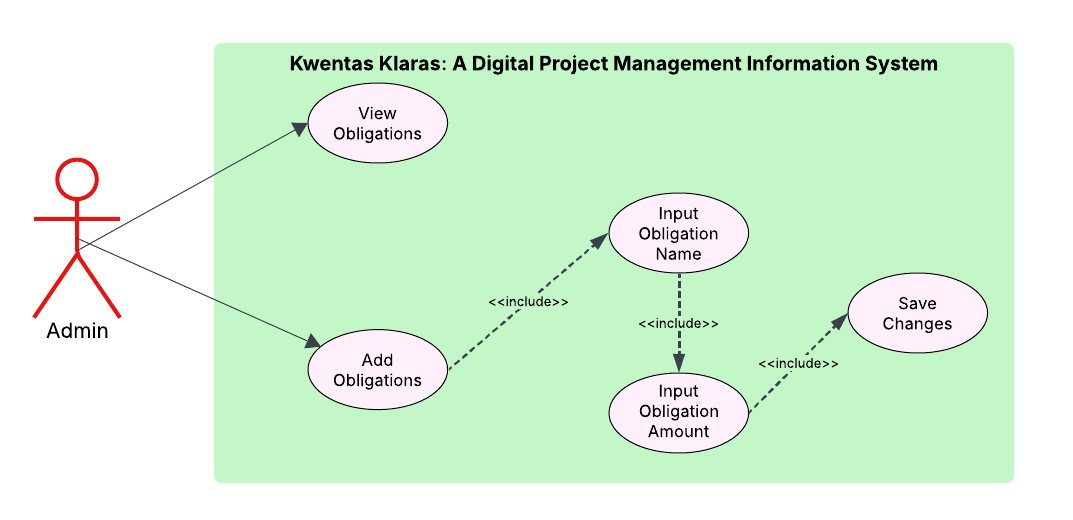 Kwentas Klaras: A Digital Project Management Information System
View
Obligations
Input
Obligation
Name
<<include>>
Save
Changes
<<include>>
Admin
Add
Obligations
<<include>>
Input
Obligation
Amount